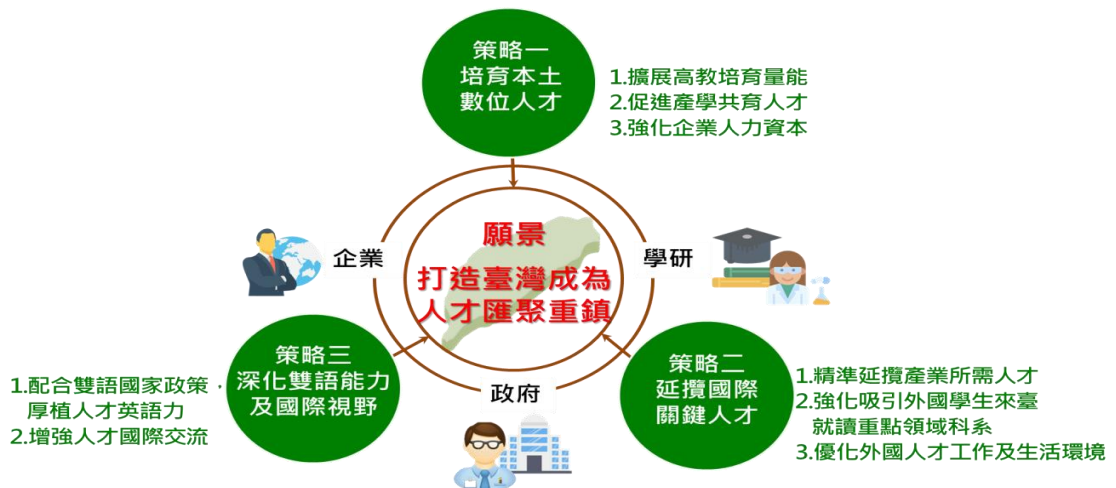 策略一
培育本土
數位人才
1.擴展高教培育量能
2.促進產學共育人才
3.強化企業人力資本
企業
願景
打造臺灣成為
人才匯聚重鎮
學研
策略三
深化雙語能力
及國際視野
1.配合雙語國家政策，
厚植人才英語力
2.增強人才國際交流
政府
策略二
延攬國際
關鍵人才
1.精準延攬產業所需人才
2.強化吸引外國學生來臺
就讀重點領域科系
3.優化外國人才工作及生活環境